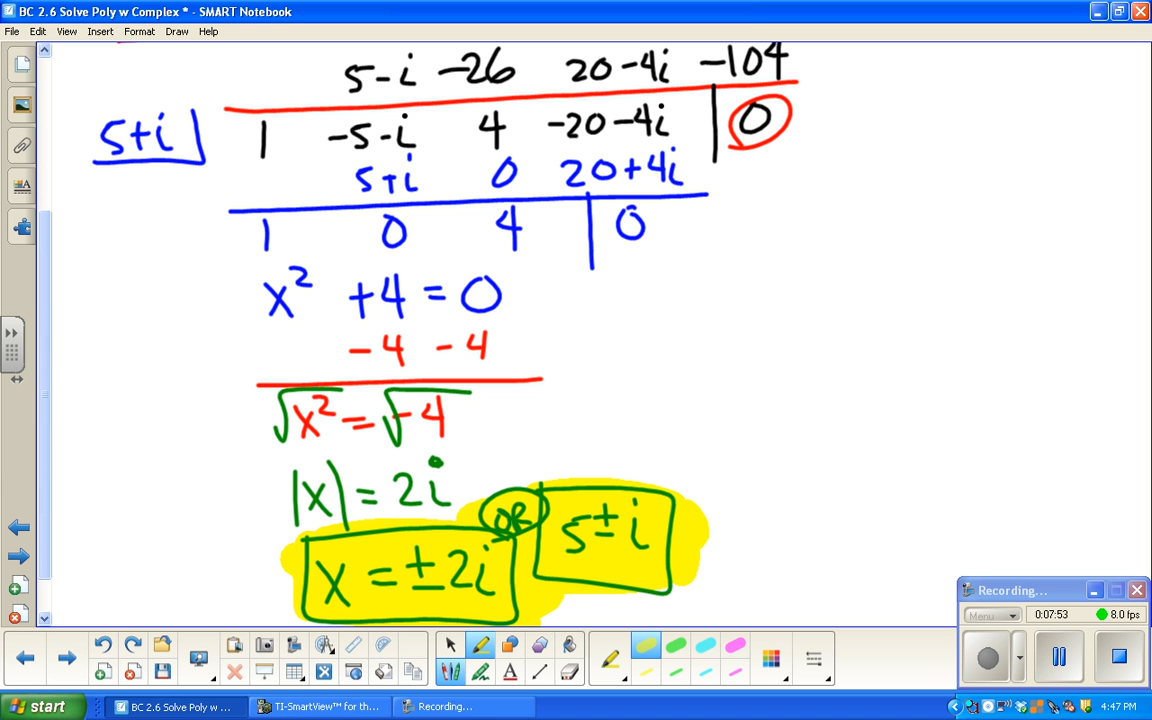 BC 2.6 Solve Poly w Complex * - SMART Notebook
File Edit View Insert Format Draw Help
5-i -26 20-4i -104
5+i 1 -5-i 4 -20-4i 0
5+i 0 20+4i
1 0 4 0
x² +4 = 0
-4 -4
√x² = √-4
|x| = 2i
OR 5±i
x = ±2i
Recording...
Menu 0:07:53 8.0 fps
A
start BC 2.6 Solve Poly w ... TI-SmartView™ for th... Recording... 4:47 PM